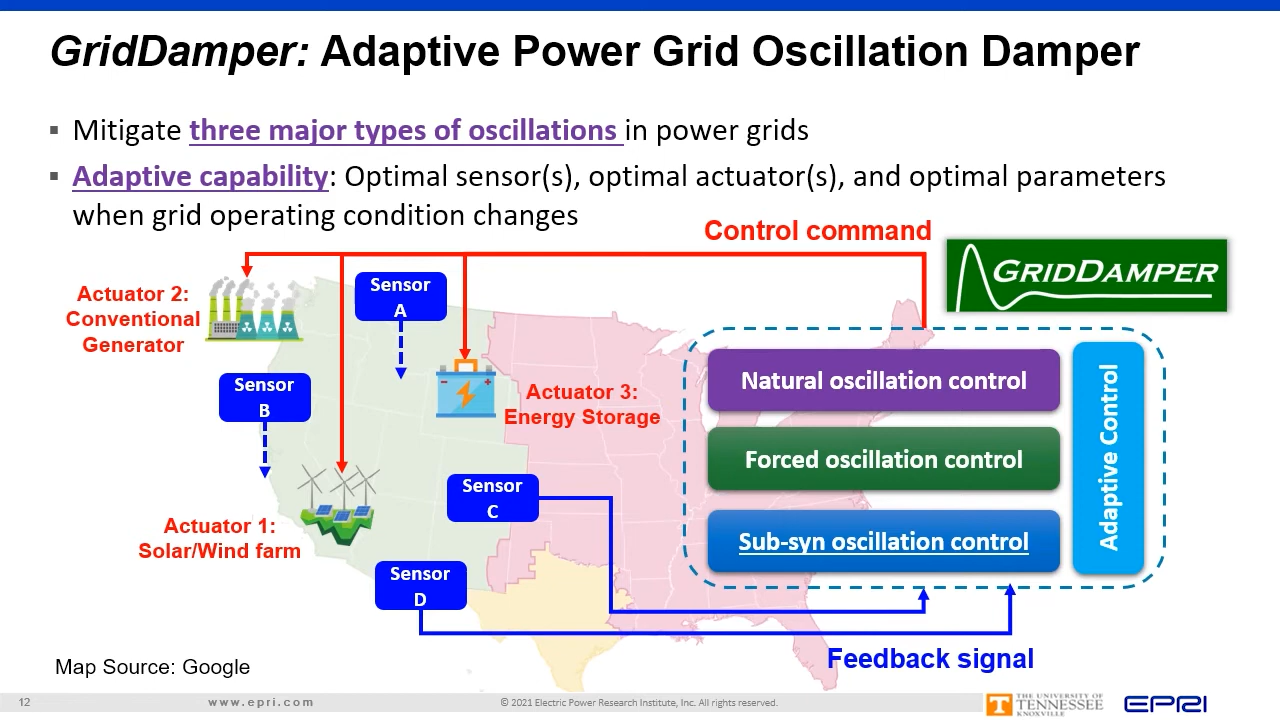 GridDamper: Adaptive Power Grid Oscillation Damper
▪ Mitigate three major types of oscillations in power grids
▪ Adaptive capability: Optimal sensor(s), optimal actuator(s), and optimal parameters
when grid operating condition changes
Control command
GRIDDAMPER
Actuator 2:
Conventional
Generator
Sensor
A
Sensor
B
Actuator 3:
Energy Storage
Natural oscillation control
Forced oscillation control
Sub-syn oscillation control
Adaptive Control
Sensor
C
Actuator 1:
Solar/Wind farm
Sensor
D
Feedback signal
Map Source: Google
12
www.epri.com
© 2021 Electric Power Research Institute, Inc. All rights reserved.
T
THE UNIVERSITY OF
TENNESSEE
KNOXVILLE
EPRI